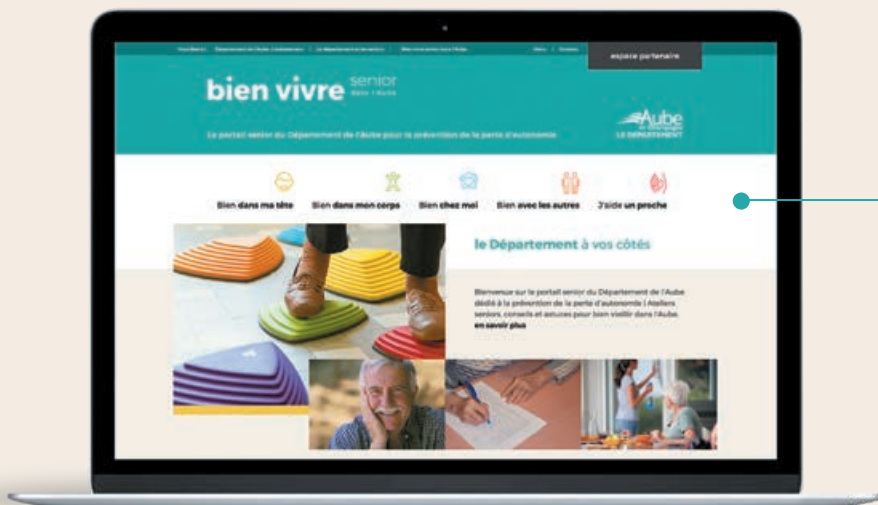 espace partenaire
bien vivre senior
dans l'Aube
Aube
en Champagne
LE DÉPARTEMENT
Le portail senior du Département de l'Aube pour la prévention de la perte d'autonomie
Bien dans ma tête
Bien dans mon corps
Bien chez moi
Bien avec les autres
J'aide un proche
le Département à vos côtés
Bienvenue sur le portail senior du Département de l'Aube
dédié à la prévention de la perte d'autonomie | Ateliers
seniors, conseils et astuces pour bien vieillir dans l'Aube.
en savoir plus